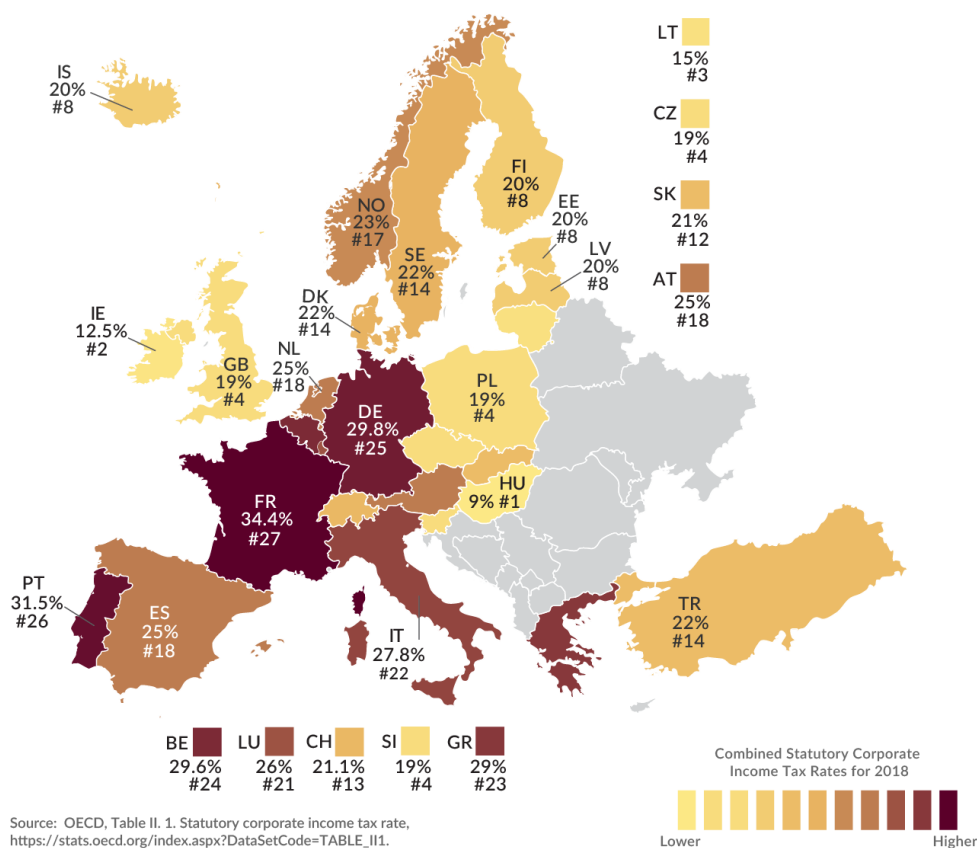 LT
15%
#3
IS
20%
#8
CZ
19%
#4
FI
20%
#8
SK
21%
#12
NO
23%
#17
EE
20%
#8
SE
22%
#14
LV
20%
#8
AT
25%
#18
DK
22%
#14
IE
12.5%
#2
NL
25%
#18
GB
19%
#4
PL
19%
#4
DE
29.8%
#25
HU
9% #1
FR
34.4%
#27
PT
31.5%
#26
ES
25%
#18
TR
22%
#14
IT
27.8%
#22
BE
29.6%
#24
LU
26%
#21
CH
21.1%
#13
SI
19%
#4
GR
29%
#23
Combined Statutory Corporate
Income Tax Rates for 2018
Lower
Higher
Source: OECD, Table II. 1. Statutory corporate income tax rate,
https://stats.oecd.org/index.aspx?DataSetCode=TABLE_II1.